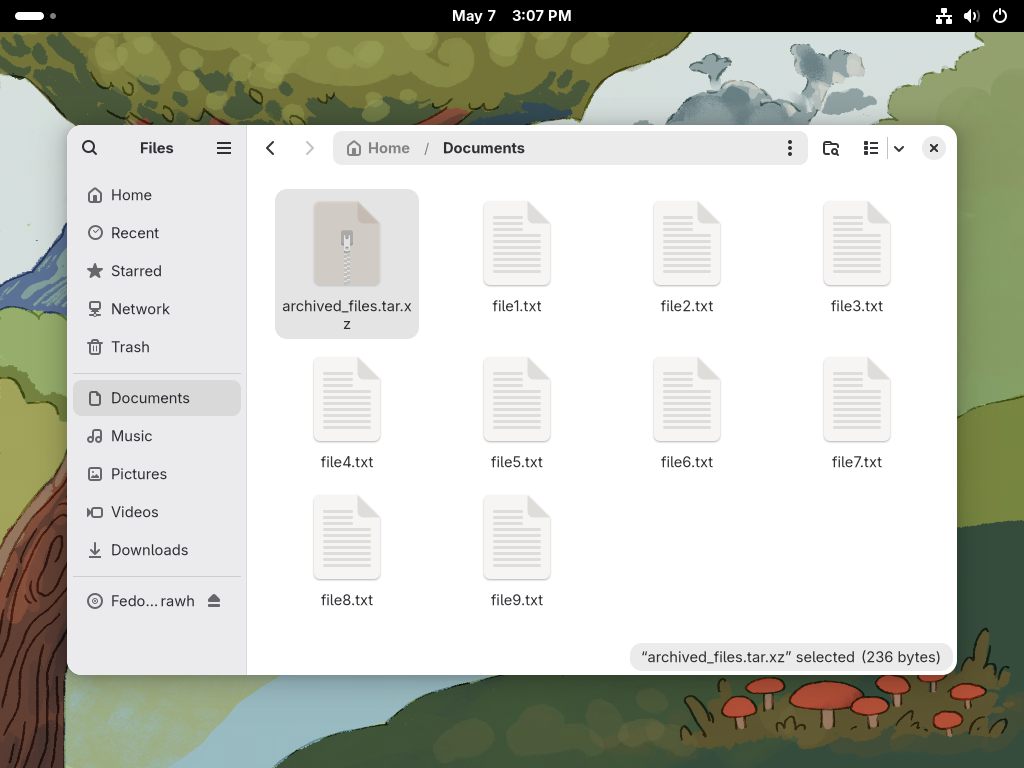 May 7 3:07 PM
Files
Home / Documents
Home
Recent
Starred
Network
Trash
Documents
Music
Pictures
Videos
Downloads
Fedo…rawh
archived_files.tar.x
z
file1.txt
file2.txt
file3.txt
file4.txt
file5.txt
file6.txt
file7.txt
file8.txt
file9.txt
“archived_files.tar.xz” selected (236 bytes)